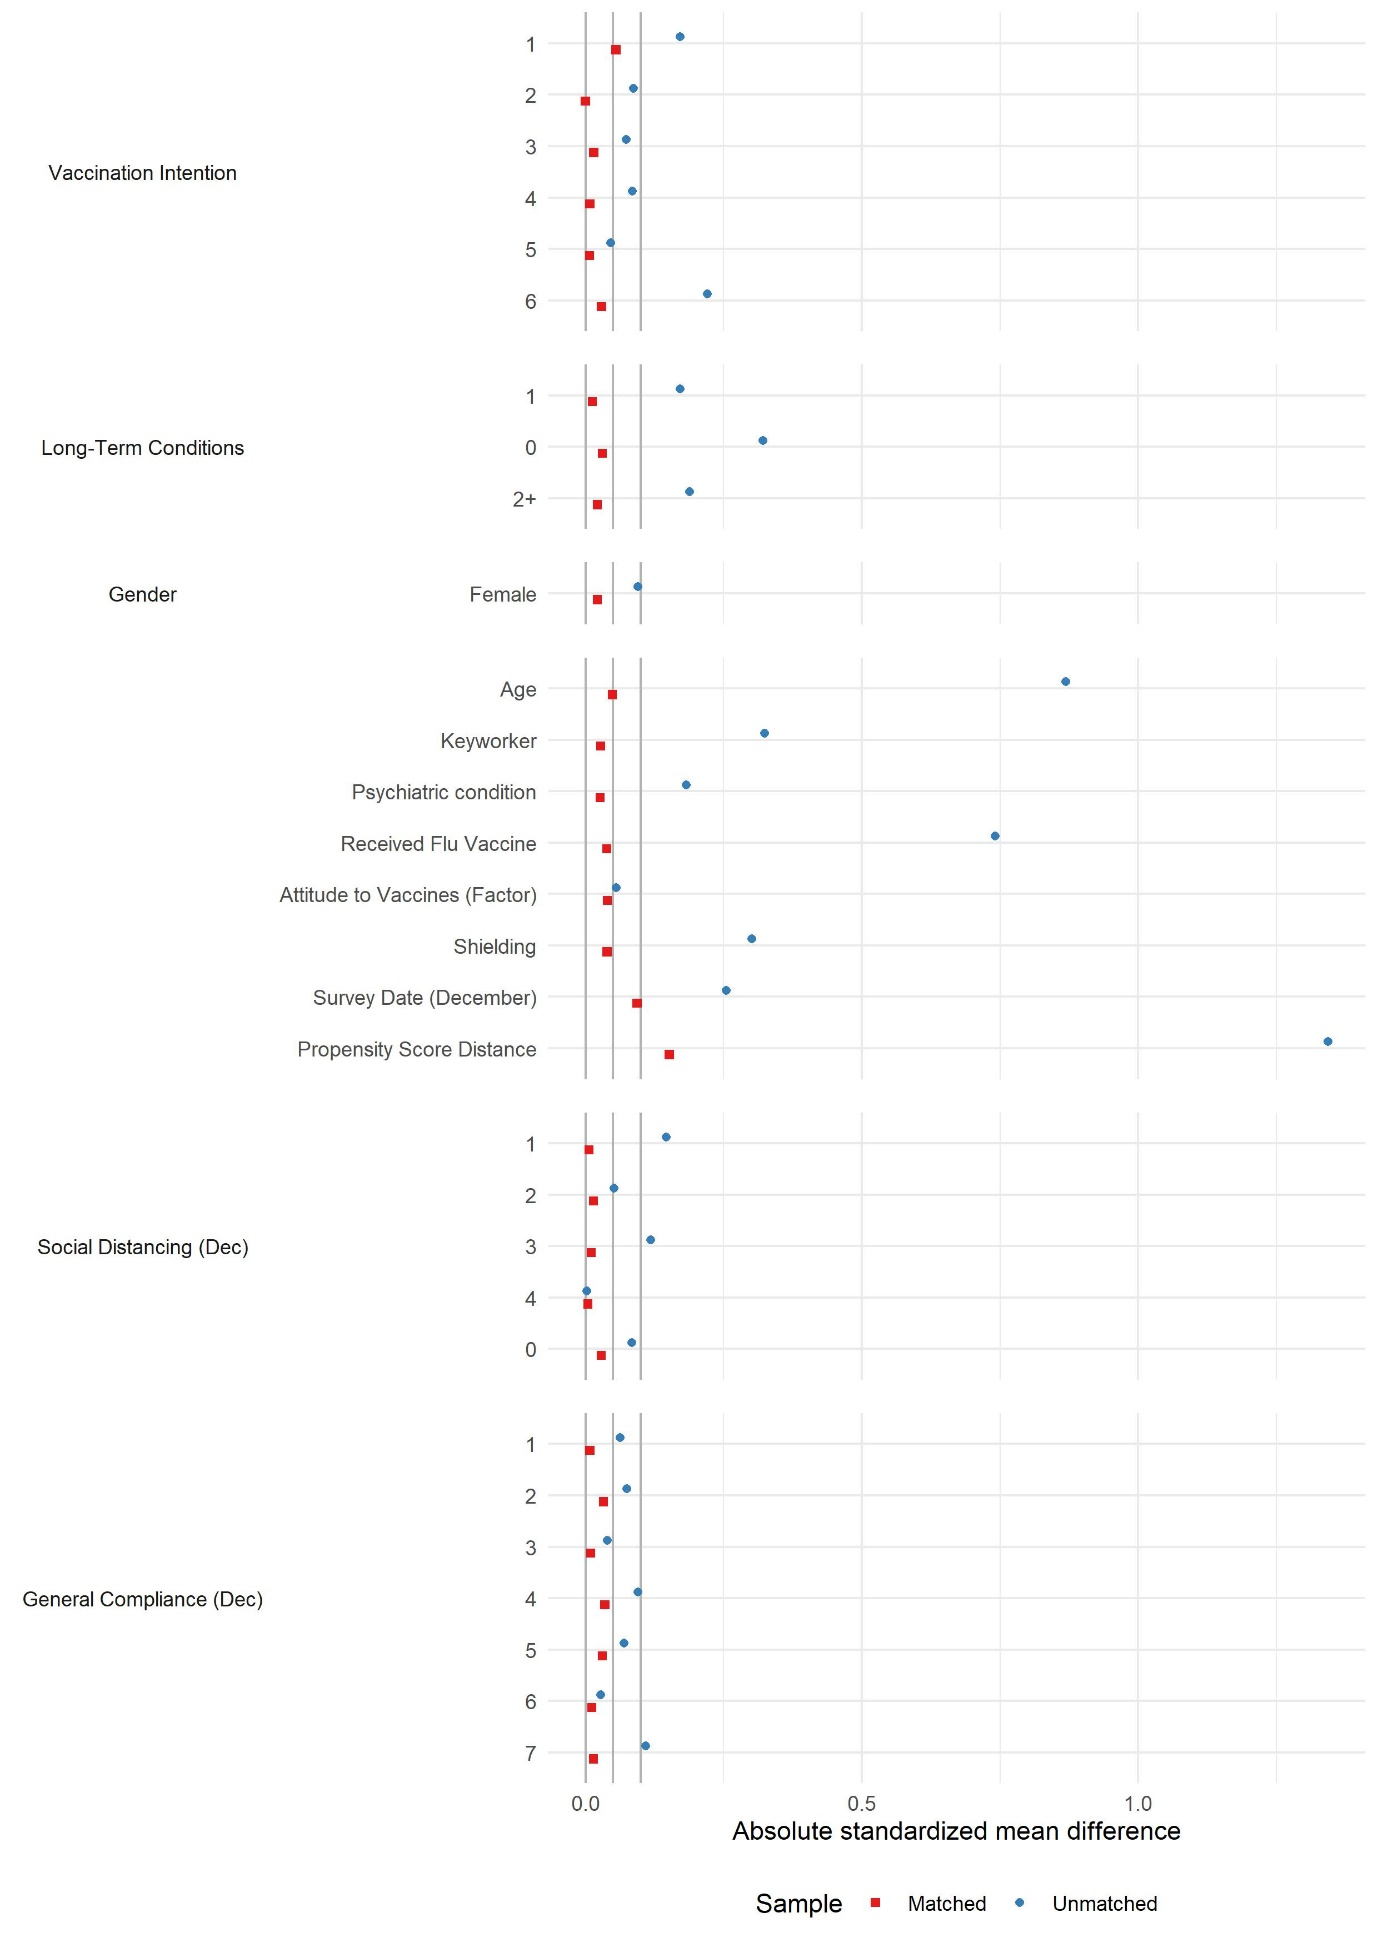 Vaccination Intention
1
2
3
4
5
6
Long-Term Conditions
1
0
2+
Gender
Female
Age
Keyworker
Psychiatric condition
Received Flu Vaccine
Attitude to Vaccines (Factor)
Shielding
Survey Date (December)
Propensity Score Distance
Social Distancing (Dec)
1
2
3
4
0
General Compliance (Dec)
1
2
3
4
5
6
7
0.0 0.5 1.0
Absolute standardized mean difference
Sample Matched Unmatched